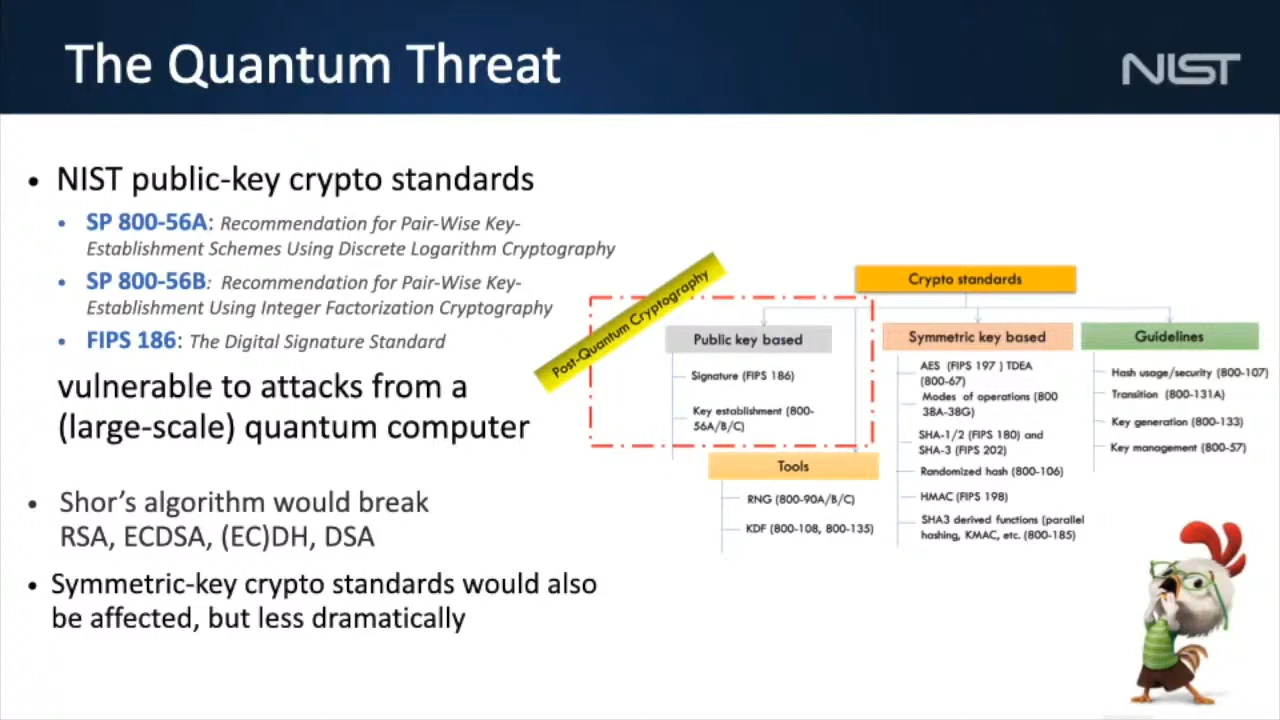 The Quantum Threat
NIST
• NIST public-key crypto standards
• SP 800-56A: Recommendation for Pair-Wise Key-
Establishment Schemes Using Discrete Logarithm Cryptography
• SP 800-56B: Recommendation for Pair-Wise Key-
Establishment Using Integer Factorization Cryptography
• FIPS 186: The Digital Signature Standard
vulnerable to attacks from a
(large-scale) quantum computer
• Shor's algorithm would break
RSA, ECDSA, (EC)DH, DSA
• Symmetric-key crypto standards would also
be affected, but less dramatically
Post-Quantum Cryptography
Crypto standards
Public key based
Signature (FIPS 186)
Key establishment (800-
56A/B/C)
Tools
RNG (800-90A/B/C)
KDF (800-108, 800-135)
Symmetric key based
AES (FIPS 197 ) TDEA
(800-67)
Modes of operations (800
38A-38G)
SHA-1/2 (FIPS 180) and
SHA-3 (FIPS 202)
Randomized hash (800-106)
HMAC (FIPS 198)
SHA3 derived functions [parallel
hashing, KMAC, etc. (800-185)
Guidelines
Hash usage/security (800-107)
Transition (800-131A)
Key generation (800-133)
Key management (800-57)